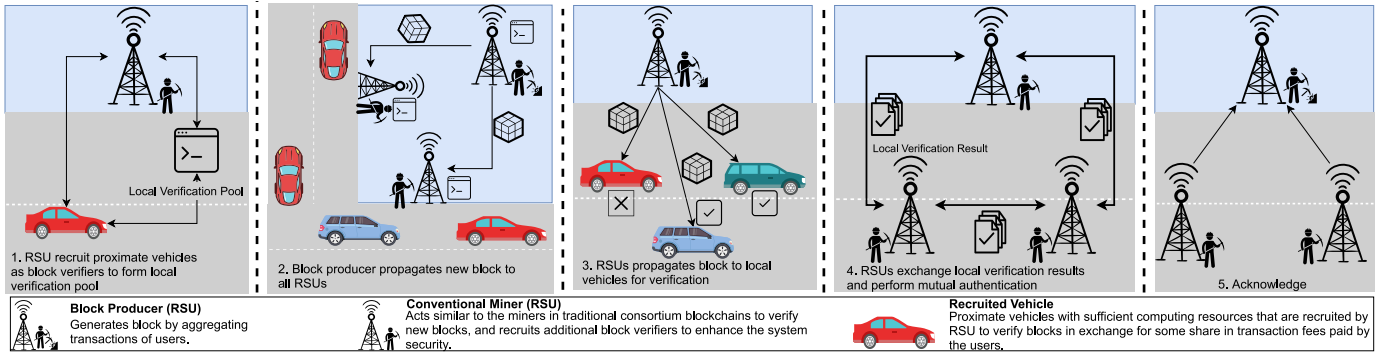 Local Verification Pool
1. RSU recruit proximate vehicles
as block verifiers to form local
verification pool
2. Block producer propagates new block to
all RSUs
3. RSUs propagates block to local
vehicles for verification
Local Verification Result
4. RSUs exchange local verification results
and perform mutual authentication
5. Acknowledge
Block Producer (RSU)
Generates block by aggregating
transactions of users.
Conventional Miner (RSU)
Acts similar to the miners in traditional consortium blockchains to verify
new blocks, and recruits additional block verifiers to enhance the system
security.
Recruited Vehicle
Proximate vehicles with sufficient computing resources that are recruited by
RSU to verify blocks in exchange for some share in transaction fees paid by
the users.